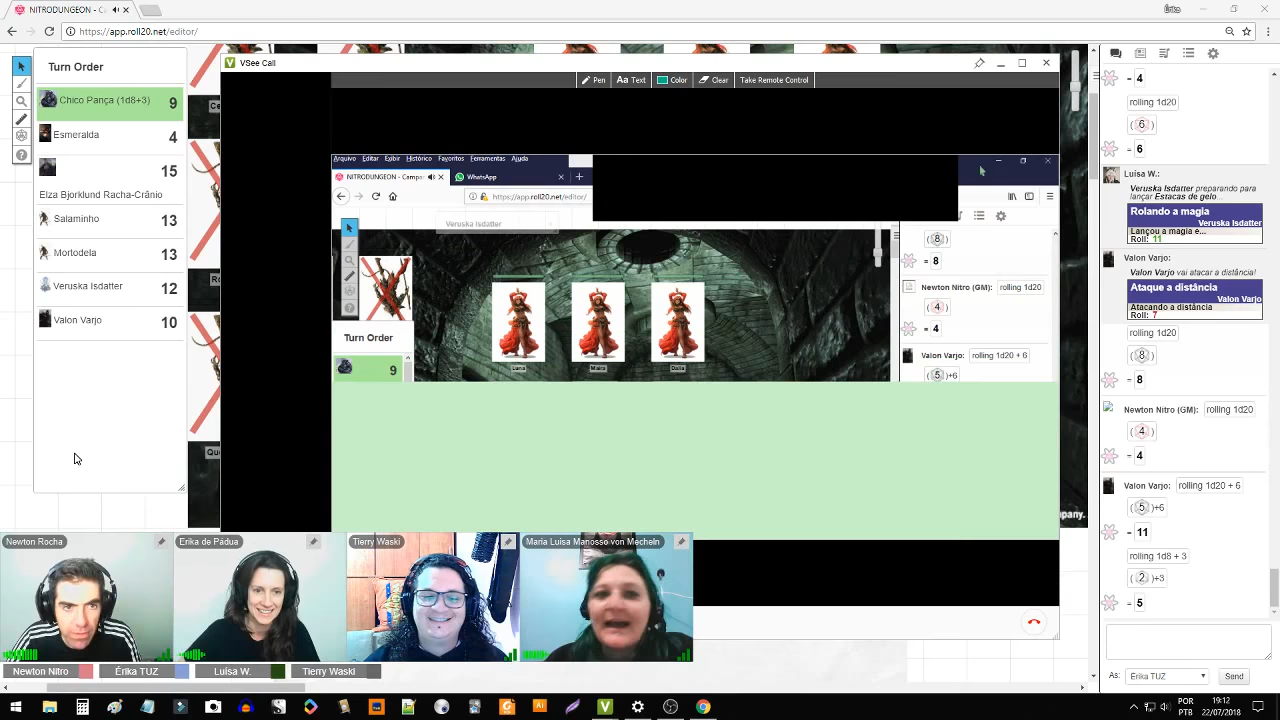 NITRODUNGEON - Cam
https://app.roll20.net/editor/
Turn Order
Chico Pança (1d8+3) 9
Esmeralda 4
15
Elza Bjorklund Racha-Crânio
Salaminho 13
Mortodela 13
Veruska Isdatter 12
Valon Varjo 10
VSee Call
Pen
Aa Text
Color
Clear
Take Remote Control
Arquivo Editar Exibir Histórico Favoritos Ferramentas Ajuda
NITRODUNGEON - Campa
WhatsApp
https://app.roll20.net/editor/
Veruska Isdatter
Turn Order
9
Luna
Maira
Dalia
(8)
= 8
Newton Nitro (GM): rolling 1d20
(4)
= 4
Valon Varjo: rolling 1d20 + 6
(5)+6
= 4
rolling 1d20
(6)
= 6
Luísa W.:
Veruska Isdatter preparando para
lançar Estacas de gelo...
Rolando a magia
Veruska Isdatter
Lançou a magia e...
Roll: 11
Valon Varjo:
Valon Varjo vai atacar a distância!
Ataque a distância
Valon Varjo
Atacando a distância
Roll: 7
rolling 1d20
(8)
= 8
Newton Nitro (GM): rolling 1d20
(4)
= 4
Valon Varjo: rolling 1d20 + 6
(5)+6
= 11
rolling 1d8 + 3
(2)+3
= 5
As: Erika TUZ
Send
Newton Rocha
Erika de Pádua
Tierry Waski
Maria Luisa Manosso von Mecheln
Newton Nitro
Érika TUZ
Luísa W.
Tierry Waski
POR
PTB
19:12
22/07/2018